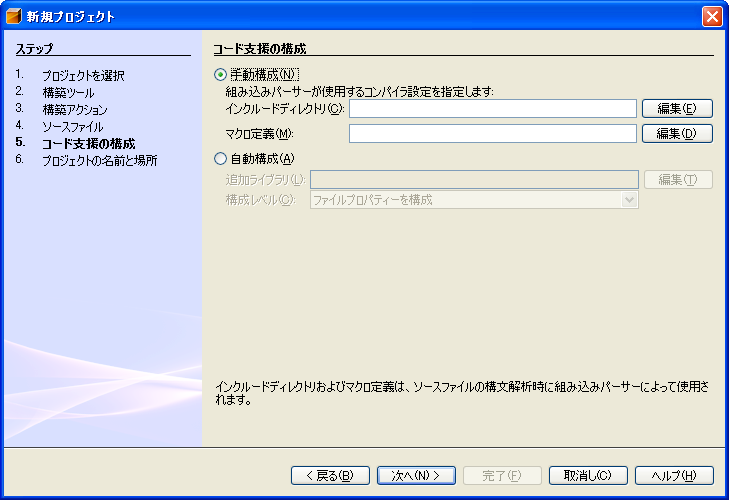 新規プロジェクト
ステップ
1. プロジェクトを選択
2. 構築ツール
3. 構築アクション
4. ソースファイル
5. コード支援の構成
6. プロジェクトの名前と場所
コード支援の構成
手動構成(N)
組み込みパーサーが使用するコンパイラ設定を指定します:
インクルードディレクトリ(C): 編集(E)
マクロ定義(M): 編集(D)
自動構成(A)
追加ライブラリ(L): 編集(T)
構成レベル(C): ファイルプロパティーを構成
インクルードディレクトリおよびマクロ定義は、ソースファイルの構文解析時に組み込みパーサーによって使用さ
れます。
< 戻る(B) 次へ(N) > 完了(F) 取消し(C) ヘルプ(H)